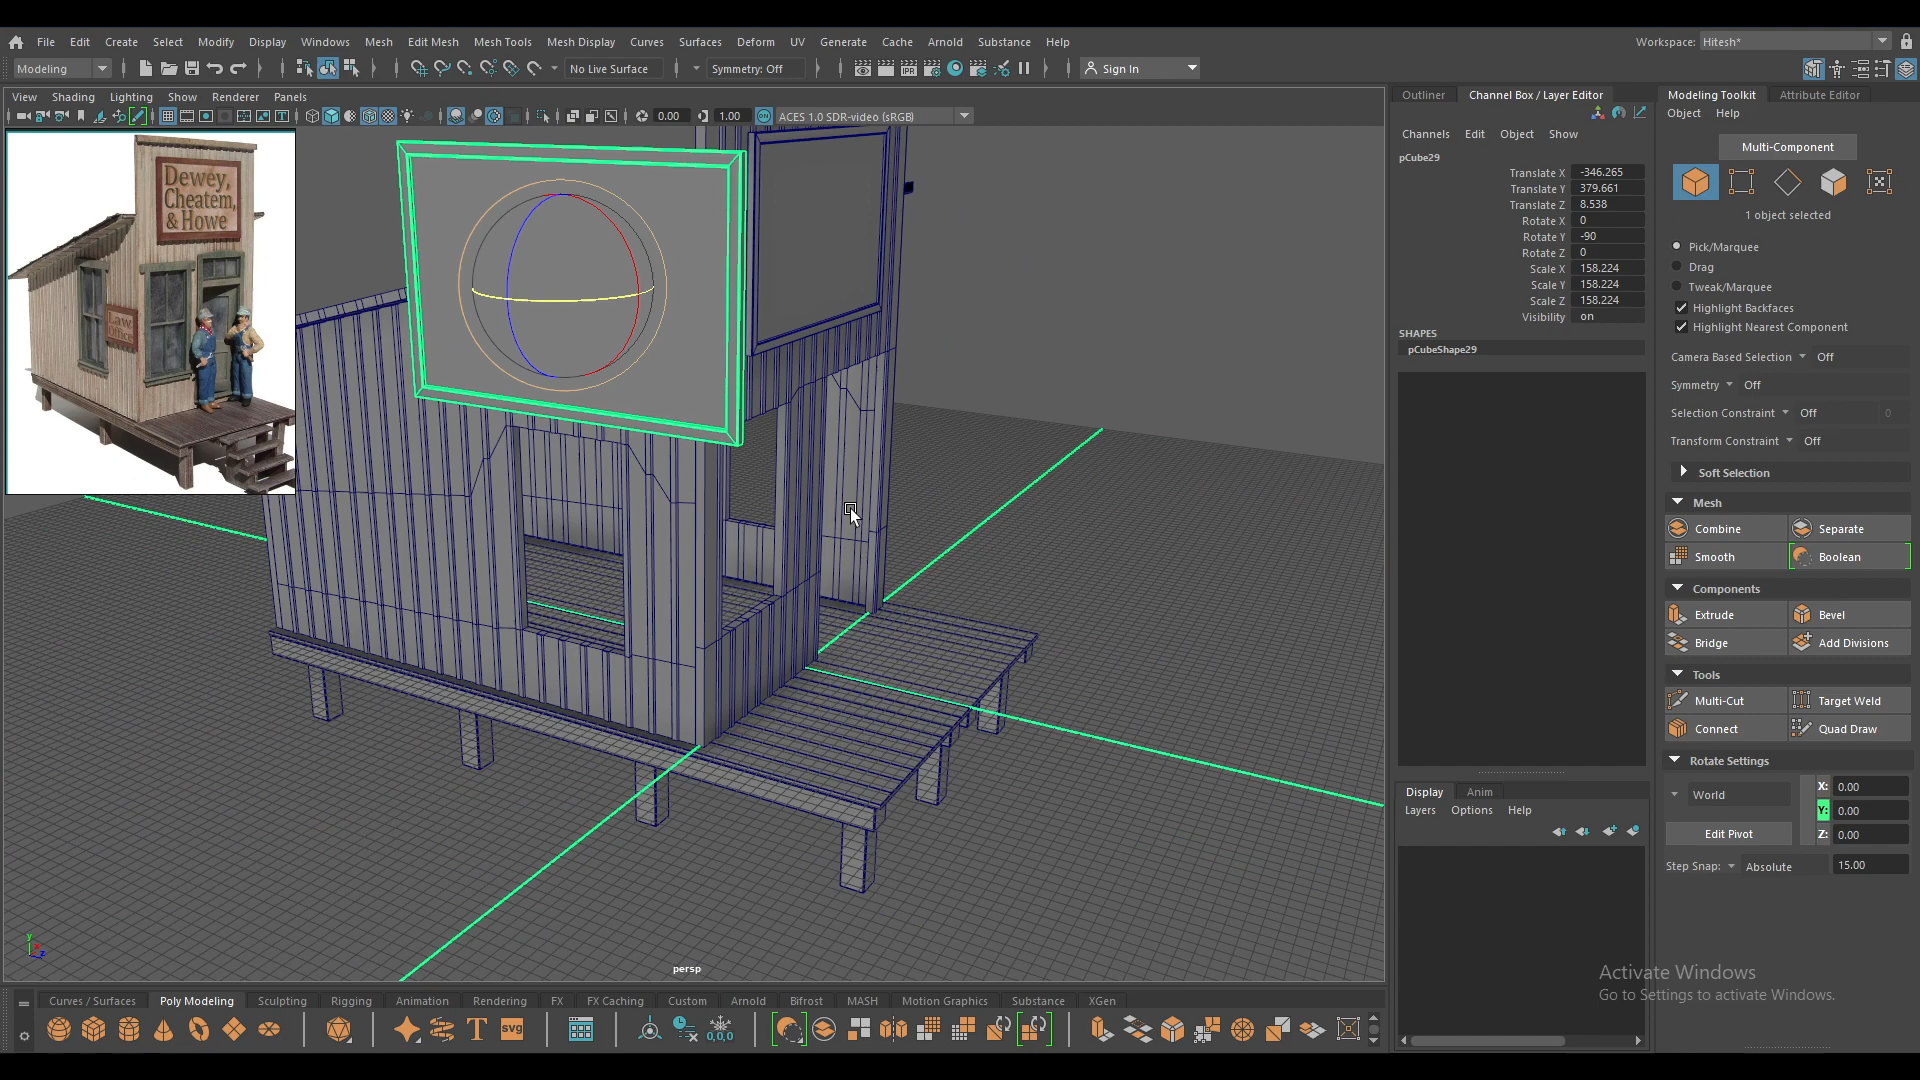 File Edit Create Select Modify Display Windows Mesh Edit Mesh Mesh Tools Mesh Display Curves Surfaces Deform UV Generate Cache Arnold Substance Help
Workspace: Hitesh*
Modeling
No Live Surface
Symmetry: Off
Sign In
View Shading Lighting Show Renderer Panels
0.00
1.00
ACES 1.0 SDR-video (sRGB)
Dewey,
Cheatem,
& Howe
Law
Office
persp
Outliner
Channel Box / Layer Editor
Channels Edit Object Show
pCube29
Translate X -346.265
Translate Y 379.661
Translate Z 8.538
Rotate X 0
Rotate Y -90
Rotate Z 0
Scale X 158.224
Scale Y 158.224
Scale Z 158.224
Visibility on
SHAPES
pCubeShape29
Display Anim
Layers Options Help
Modeling Toolkit
Attribute Editor
Object Help
Multi-Component
1 object selected
Pick/Marquee
Drag
Tweak/Marquee
Highlight Backfaces
Highlight Nearest Component
Camera Based Selection Off
Symmetry Off
Selection Constraint Off 0
Transform Constraint Off
Soft Selection
Mesh
Combine Separate
Smooth Boolean
Components
Extrude Bevel
Bridge Add Divisions
Tools
Multi-Cut Target Weld
Connect Quad Draw
Rotate Settings
World
X: 0.00
Y: 0.00
Edit Pivot
Z: 0.00
Step Snap: Absolute 15.00
Activate Windows
Go to Settings to activate Windows.
Curves / Surfaces Poly Modeling Sculpting Rigging Animation Rendering FX FX Caching Custom Arnold Bifrost MASH Motion Graphics Substance XGen
T
SVG
0,0,0